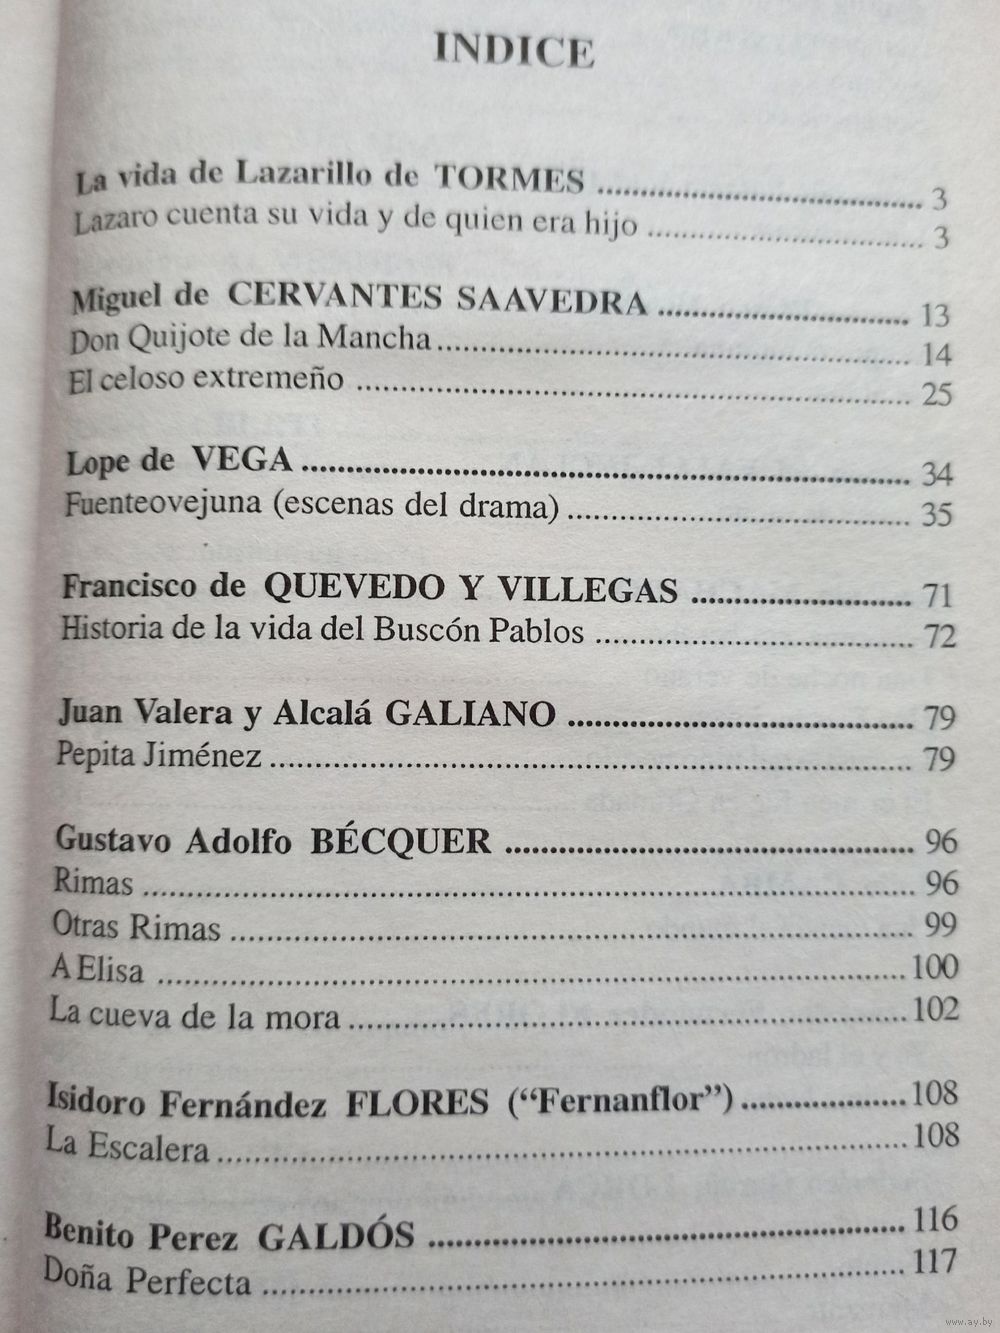 INDICE
La vida de Lazarillo de TORMES ........................................ 3
Lazaro cuenta su vida y de quien era hijo ........................................ 3
Miguel de CERVANTES SAAVEDRA ........................................ 13
Don Quijote de la Mancha ........................................ 14
El celoso extremeño ........................................ 25
Lope de VEGA ........................................ 34
Fuenteovejuna (escenas del drama) ........................................ 35
Francisco de QUEVEDO Y VILLEGAS ........................................ 71
Historia de la vida del Buscón Pablos ........................................ 72
Juan Valera y Alcalá GALIANO ........................................ 79
Pepita Jiménez ........................................ 79
Gustavo Adolfo BÉCQUER ........................................ 96
Rimas ........................................ 96
Otras Rimas ........................................ 99
A Elisa ........................................ 100
La cueva de la mora ........................................ 102
Isidoro Fernández FLORES (“Fernanflor”) ........................................ 108
La Escalera ........................................ 108
Benito Perez GALDÓS ........................................ 116
Doña Perfecta ........................................ 117
www.ay.by